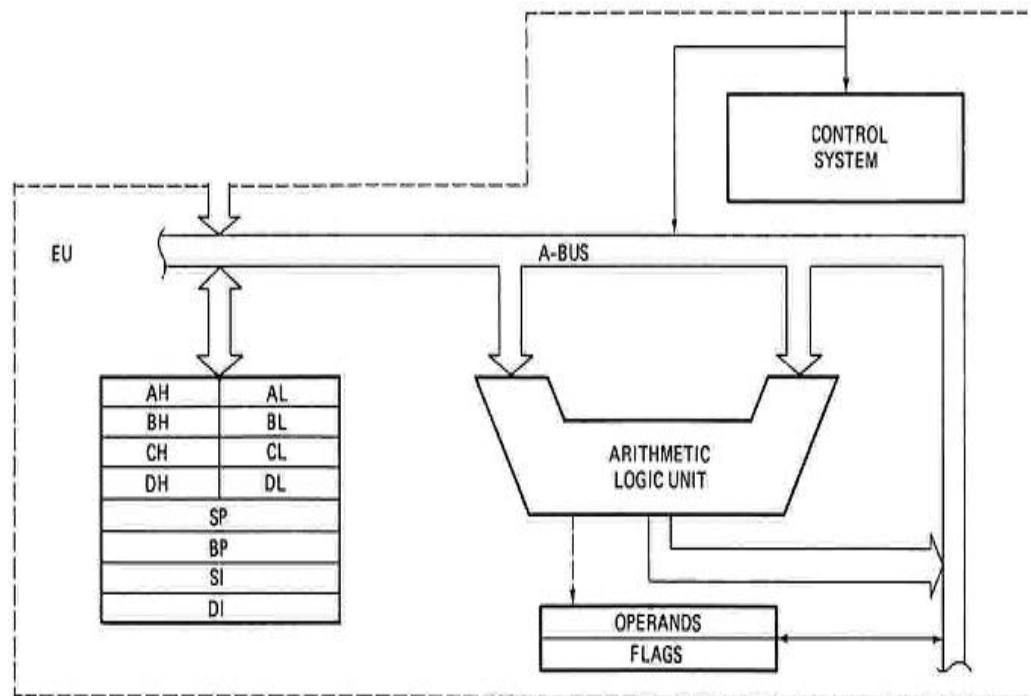 CONTROL
SYSTEM
EU
A-BUS
AH AL
BH BL
CH CL
DH DL
SP
BP
SI
DI
ARITHMETIC
LOGIC UNIT
OPERANDS
FLAGS